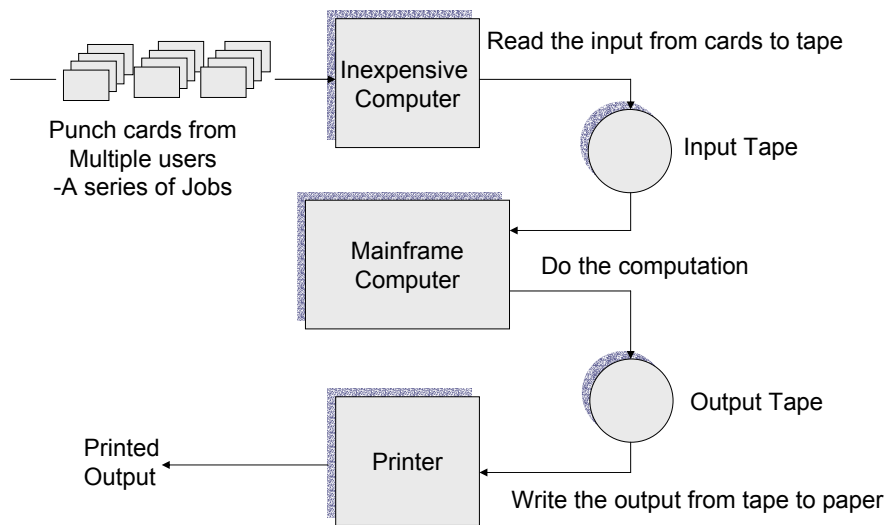 Read the input from cards to tape
Inexpensive
Computer
Punch cards from
Multiple users
-A series of Jobs
Input Tape
Mainframe
Computer
Do the computation
Output Tape
Printed
Output
Printer
Write the output from tape to paper